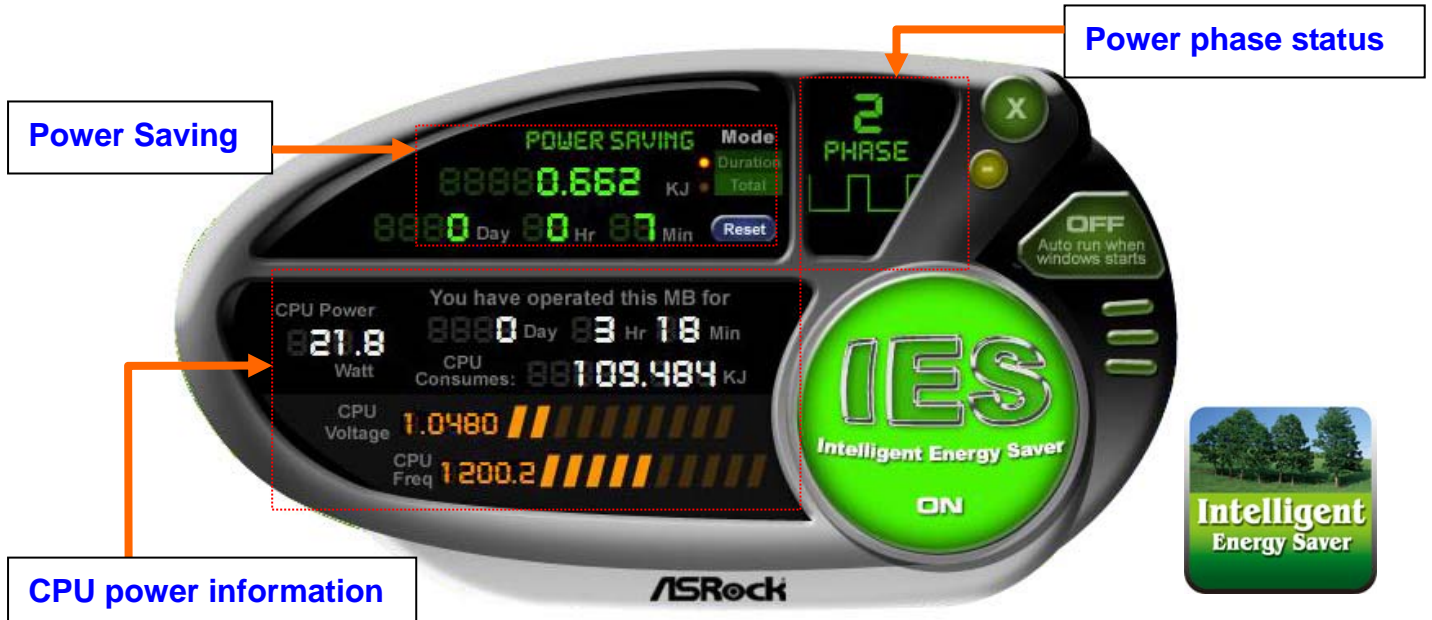 Power phase status
Power Saving
POWER SAVING
Mode
Duration
0.662 KJ
Total
0 Day 0 Hr 7 Min
Reset
2
PHASE
X
-
OFF
Auto run when
windows starts
CPU Power
21.8
Watt
You have operated this MB for
0 Day 3 Hr 18 Min
CPU
Consumes: 109.484 KJ
CPU
Voltage 1.0480
CPU
Freq 1200.2
IES
Intelligent Energy Saver
ON
Intelligent
Energy Saver
CPU power information
ASRock